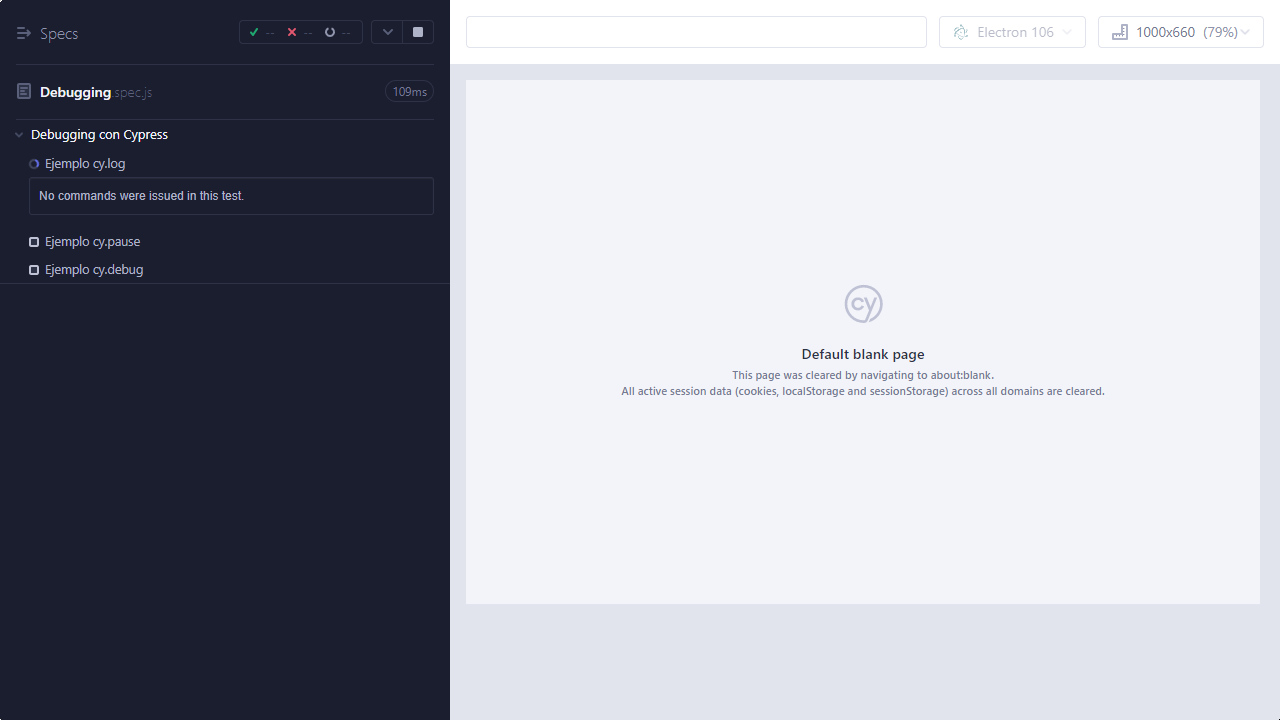 Specs
-- -- --
Debugging.spec.js
109ms
Debugging con Cypress
Ejemplo cy.log
No commands were issued in this test.
Ejemplo cy.pause
Ejemplo cy.debug
Electron 106
1000x660 (79%)
cy
Default blank page
This page was cleared by navigating to about:blank.
All active session data (cookies, localStorage and sessionStorage) across all domains are cleared.